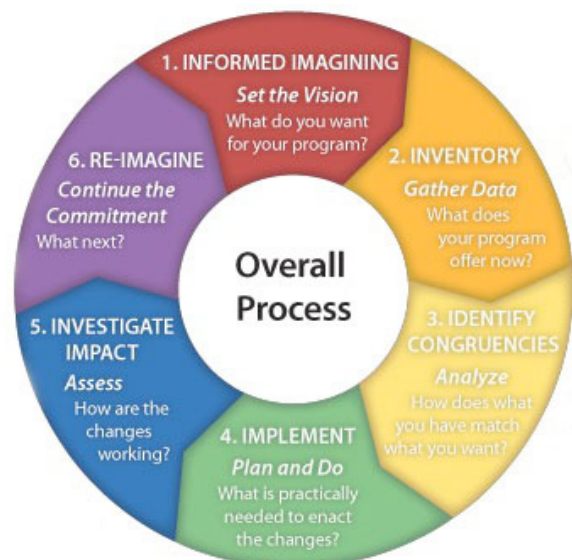 1. INFORMED IMAGINING
Set the Vision
What do you want
for your program?
2. INVENTORY
Gather Data
What does
your program
offer now?
3. IDENTIFY
CONGRUENCIES
Analyze
How does what
you have match
what you want?
4. IMPLEMENT
Plan and Do
What is practically
needed to enact
the changes?
5. INVESTIGATE
IMPACT
Assess
How are the
changes
working?
6. RE-IMAGINE
Continue the
Commitment
What next?
Overall
Process